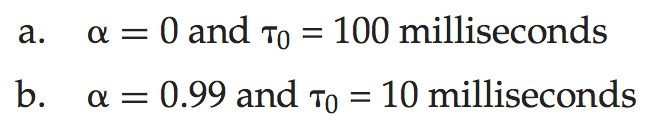 a. α = 0 and τ0 = 100 milliseconds
b. α = 0.99 and τ0 = 10 milliseconds